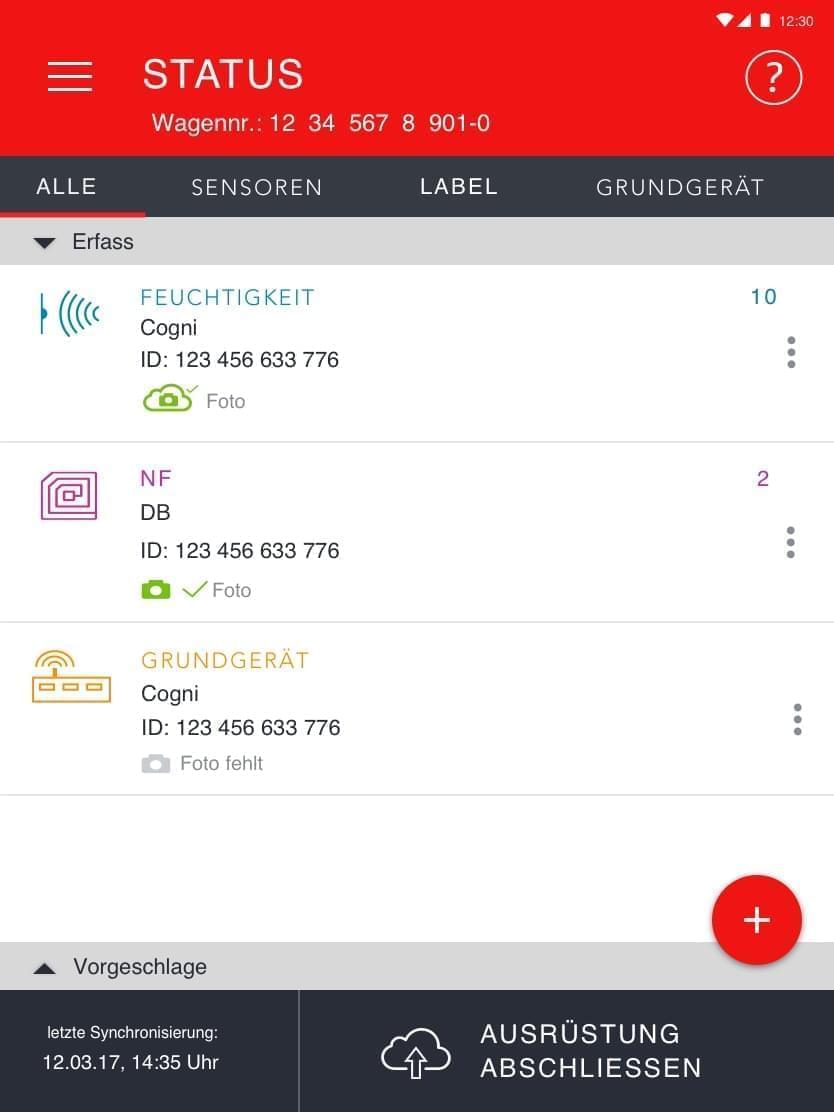 12:30
STATUS
Wagennr.: 12 34 567 8 901-0
ALLE SENSOREN LABEL GRUNDGERÄT
Erfass
FEUCHTIGKEIT 10
Cogni
ID: 123 456 633 776
Foto
NF 2
DB
ID: 123 456 633 776
Foto
GRUNDGERÄT
Cogni
ID: 123 456 633 776
Foto fehlt
Vorgeschlage
letzte Synchronisierung:
12.03.17, 14:35 Uhr
AUSRÜSTUNG
ABSCHLIESSEN